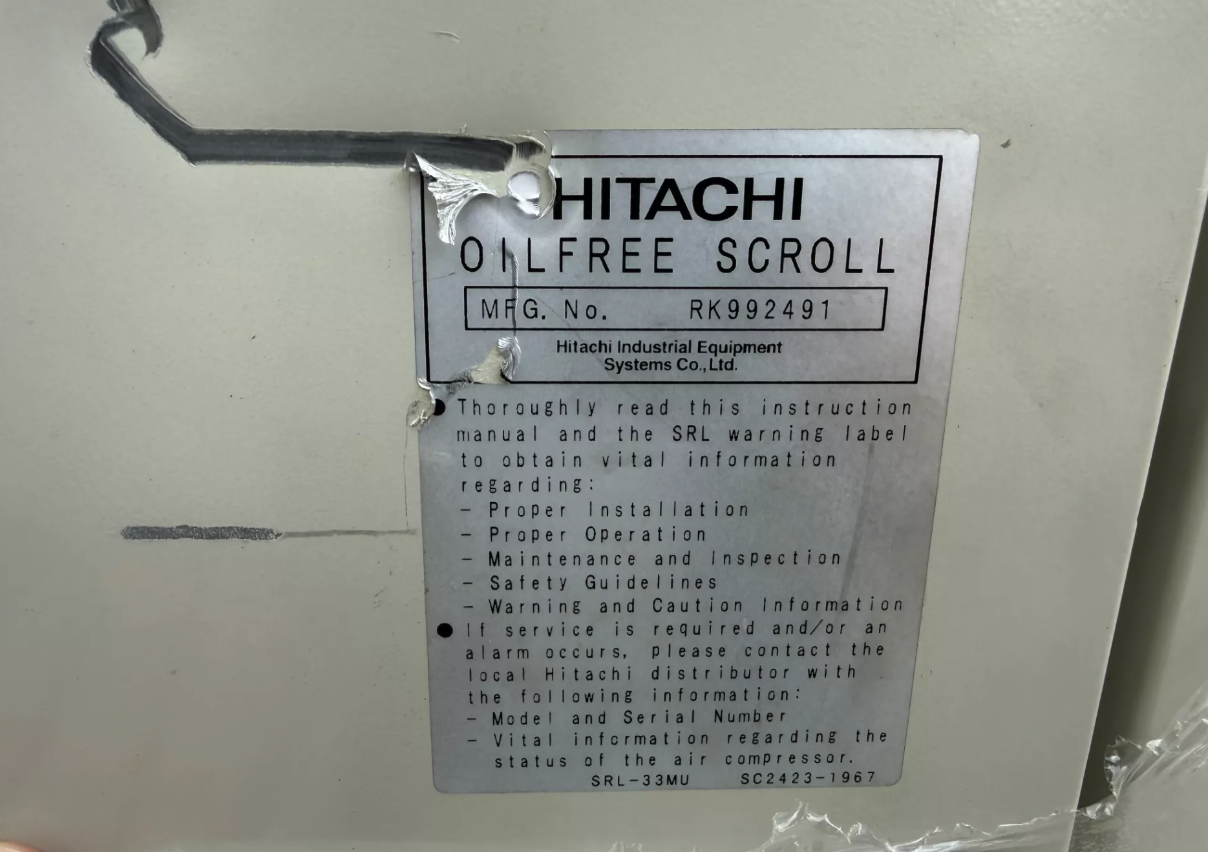 HITACHI
OILFREE SCROLL
MFG. No. RK992491
Hitachi Industrial Equipment
Systems Co.,Ltd.
● Thoroughly read this instruction
manual and the SRL warning label
to obtain vital information
regarding:
- Proper Installation
- Proper Operation
- Maintenance and Inspection
- Safety Guidelines
- Warning and Caution Information
● If service is required and/or an
alarm occurs, please contact the
local Hitachi distributor with
the following information:
- Model and Serial Number
- Vital information regarding the
status of the air compressor.
SRL-33MU SC2423-1967